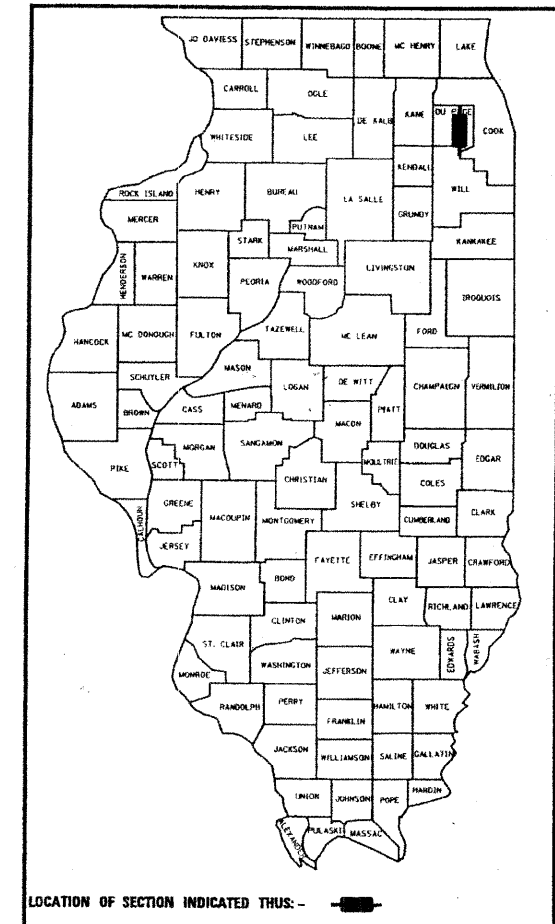 JO DAVIESS STEPHENSON WINNEBAGO BOONE MC HENRY LAKE
CARROLL OGLE DE KALB KANE DU PAGE COOK
WHITESIDE LEE
KENDALL WILL
ROCK ISLAND HENRY BUREAU LA SALLE GRUNDY
MERCER PUTNAM KANKAKEE
STARK MARSHALL
HENDERSON WARREN KNOX PEORIA WOODFORD LIVINGSTON IROQUOIS
HANCOCK MC DONOUGH FULTON TAZEWELL MC LEAN FORD
MASON
SCHUYLER LOGAN DE WITT CHAMPAIGN VERMILION
ADAMS BROWN CASS MENARD MACON PIATT
MORGAN SANGAMON DOUGLAS EDGAR
PIKE SCOTT CHRISTIAN MOULTRIE COLES
CALHOUN GREENE MACOUPIN MONTGOMERY SHELBY CUMBERLAND CLARK
JERSEY FAYETTE EFFINGHAM JASPER CRAWFORD
MADISON BOND CLAY RICHLAND LAWRENCE
CLINTON MARION
ST. CLAIR WAYNE EDWARDS WABASH
MONROE WASHINGTON JEFFERSON
RANDOLPH PERRY HAMILTON WHITE
FRANKLIN
JACKSON WILLIAMSON SALINE GALLATIN
UNION JOHNSON POPE HARDIN
ALEXANDER PULASKI MASSAC
LOCATION OF SECTION INDICATED THUS: -